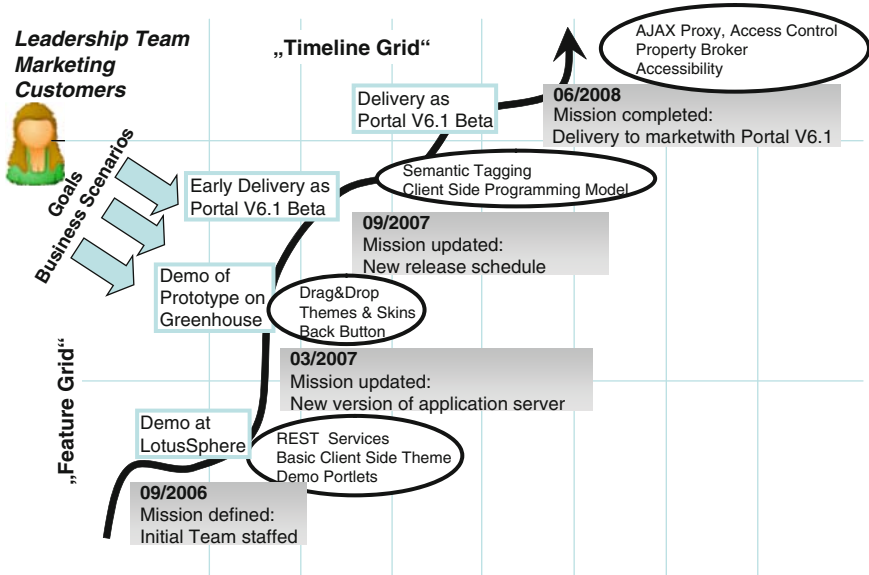 Leadership Team
Marketing
Customers
„Timeline Grid“
AJAX Proxy, Access Control
Property Broker
Accessibility
Delivery as
Portal V6.1 Beta
06/2008
Mission completed:
Delivery to marketwith Portal V6.1
Goals
Business Scenarios
Early Delivery as
Portal V6.1 Beta
Semantic Tagging
Client Side Programming Model
09/2007
Mission updated:
New release schedule
Demo of
Prototype on
Greenhouse
Drag&Drop
Themes & Skins
Back Button
03/2007
Mission updated:
New version of application server
„Feature Grid“
Demo at
LotusSphere
REST Services
Basic Client Side Theme
Demo Portlets
09/2006
Mission defined:
Initial Team staffed